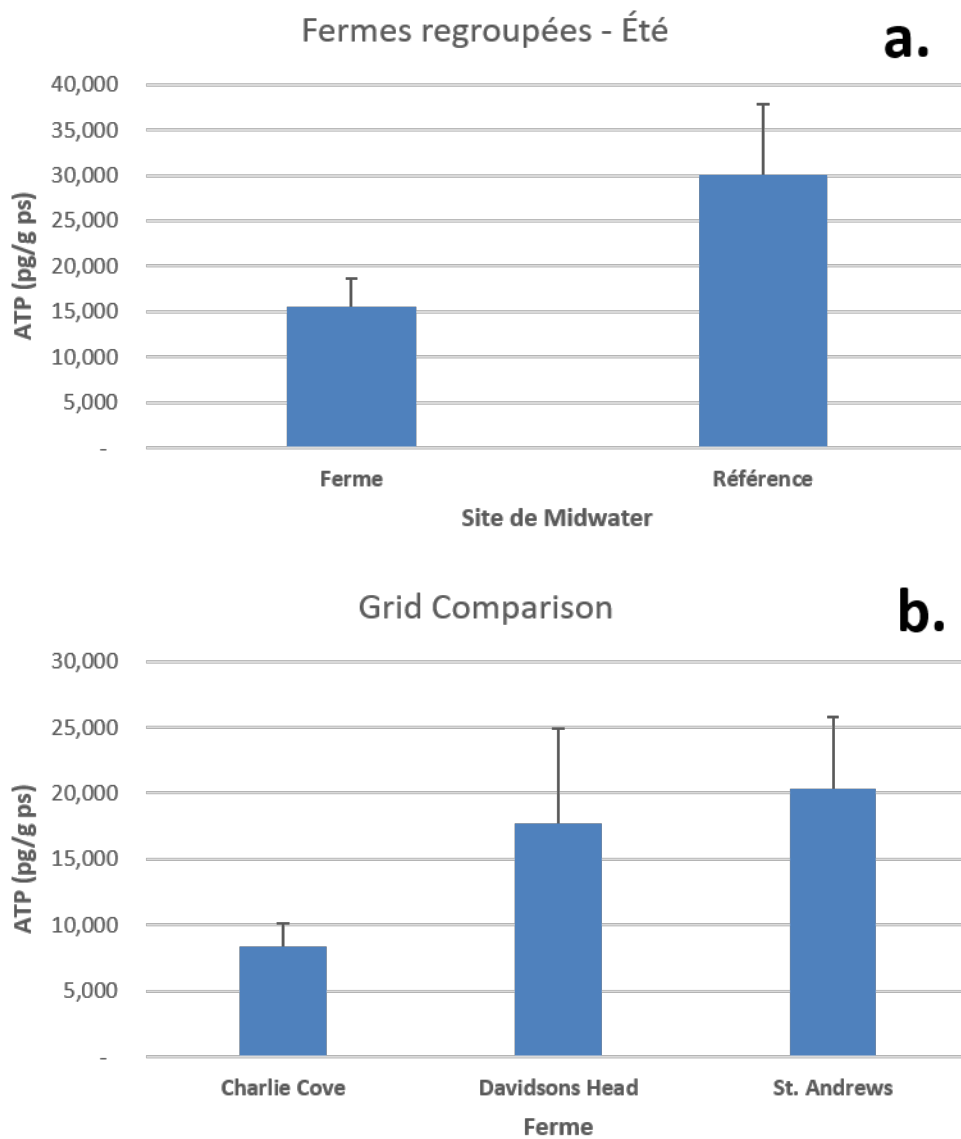 Fermes regroupées - Été
a.
40,000
35,000
30,000
25,000
20,000
15,000
10,000
5,000
-
ATP (pg/g ps)
Ferme
Référence
Site de Midwater
Grid Comparison
b.
30,000
25,000
20,000
15,000
10,000
5,000
-
ATP (pg/g ps)
Charlie Cove
Davidsons Head
St. Andrews
Ferme